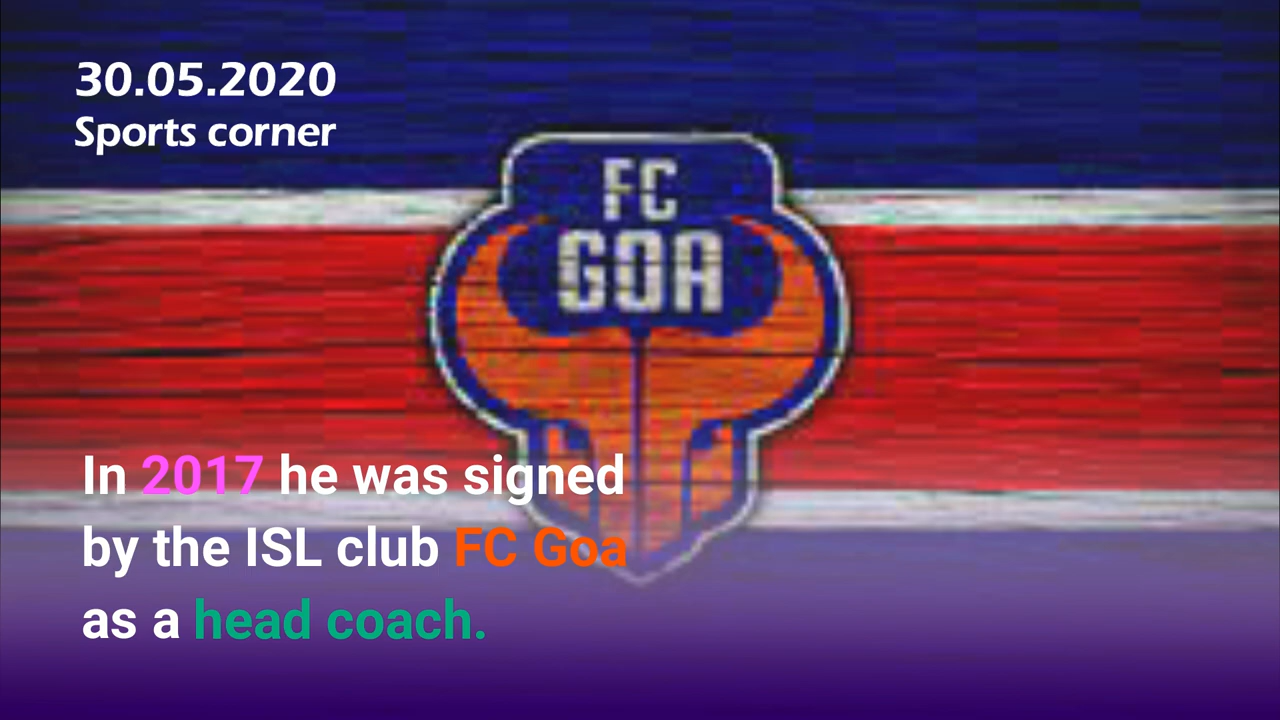 30.05.2020
Sports corner
FC
GOA
In 2017 he was signed
by the ISL club FC Goa
as a head coach.